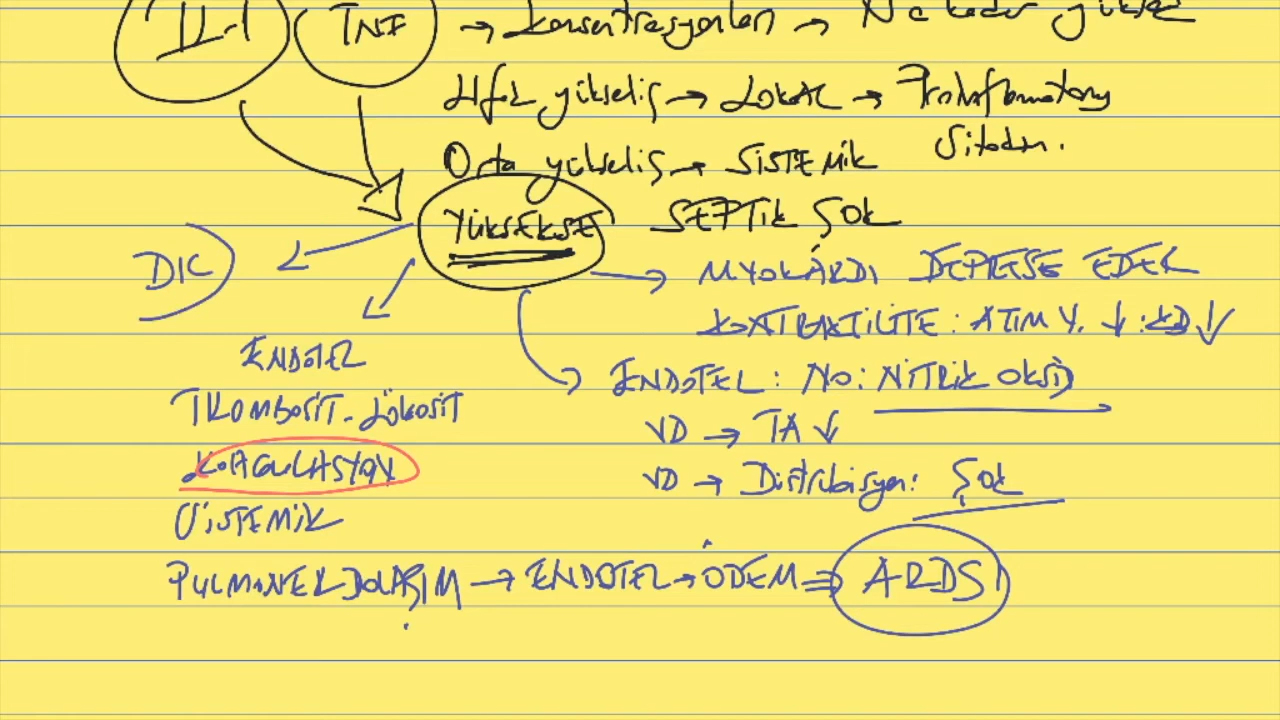 IL-1 TNF → konsantrasyonları → Ne kadar yüksek
Hafif yükseliş → LOKAL → Proinflamatory
Orta yükseliş → SİSTEMİK Sitokin.
YÜKSEKSE SEPTİK ŞOK
DIC MYOKARDI DEPRESE EDER
KONTRAKTİLİTE : ATIM V. ↓ : KD ↓
ENDOTEL
ENDOTEL : NO : NİTRİK OKSİD
TROMBOSİT - LÖKOSİT
VD → TA ↓
KOAGULASYON
VD → Distribisyon : Şok
SİSTEMİK
PULMONER DOLAŞIM → ENDOTEL → ÖDEM ⇒ ARDS